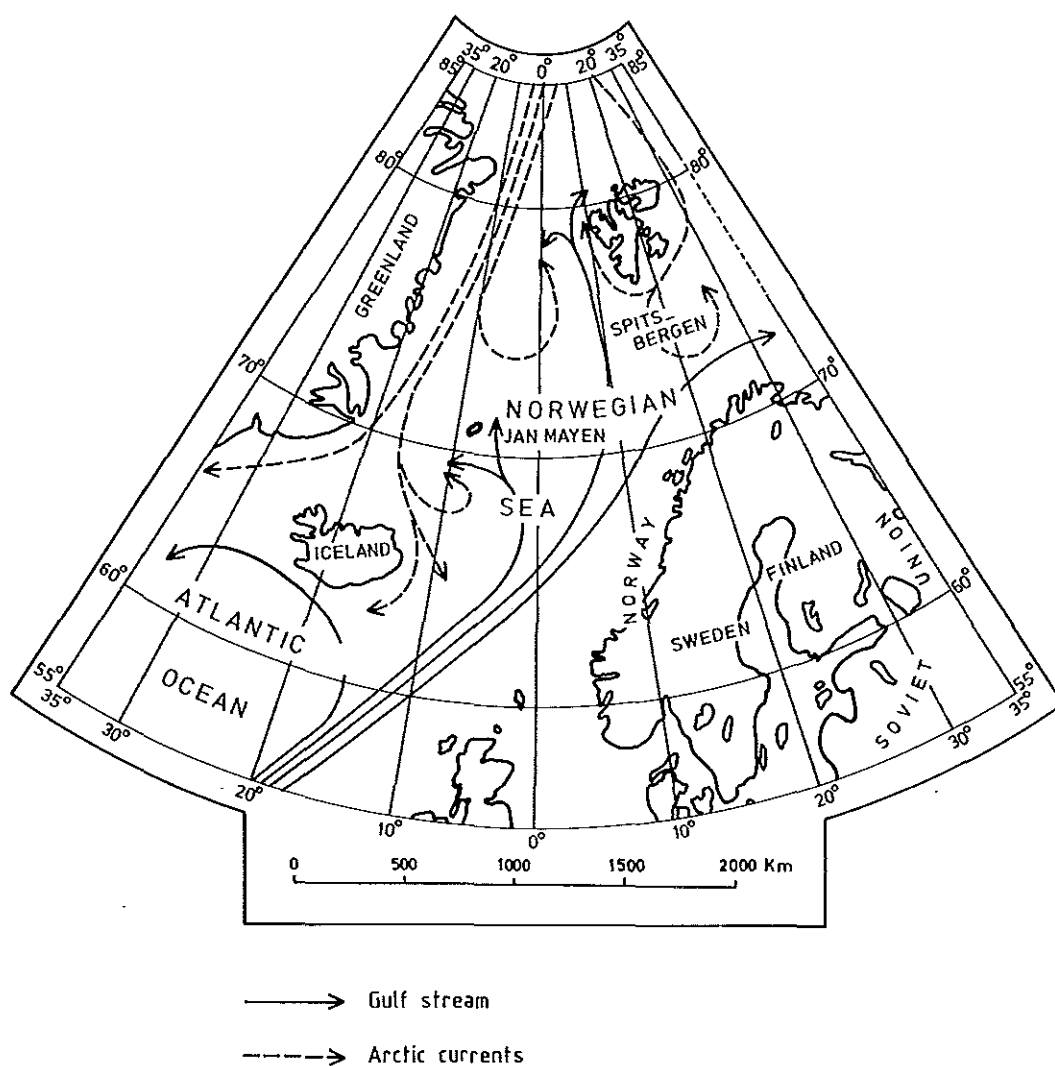 35° 20° 0° 20° 35°
85° 85°
80° 80°
GREENLAND
SPITS-
BERGEN
70° 70°
NORWEGIAN
JAN MAYEN
SEA
ICELAND
NORWAY
FINLAND
UNION
60° 60°
ATLANTIC
SWEDEN
OCEAN
SOVIET
55° 55°
35° 35°
30° 30°
20° 20°
10° 10°
0°
0 500 1000 1500 2000 Km
Gulf stream
Arctic currents